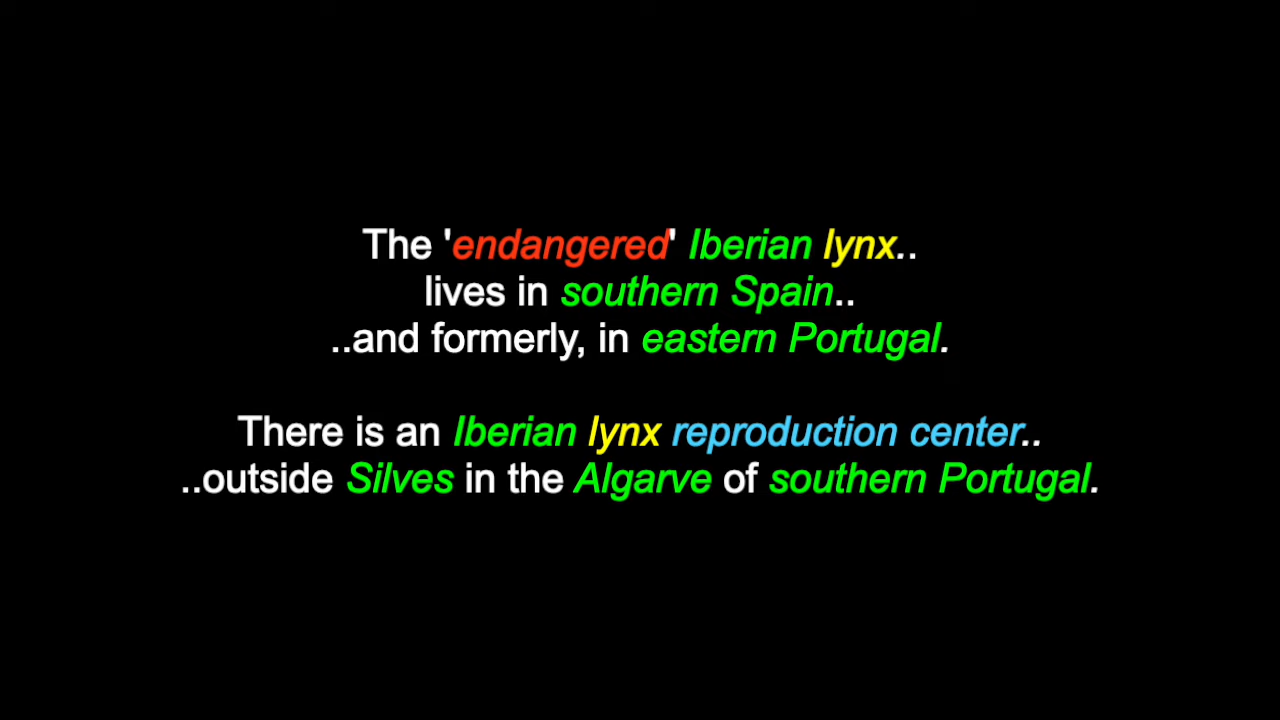 The 'endangered' Iberian lynx..
lives in southern Spain..
..and formerly, in eastern Portugal.
There is an Iberian lynx reproduction center..
..outside Silves in the Algarve of southern Portugal.